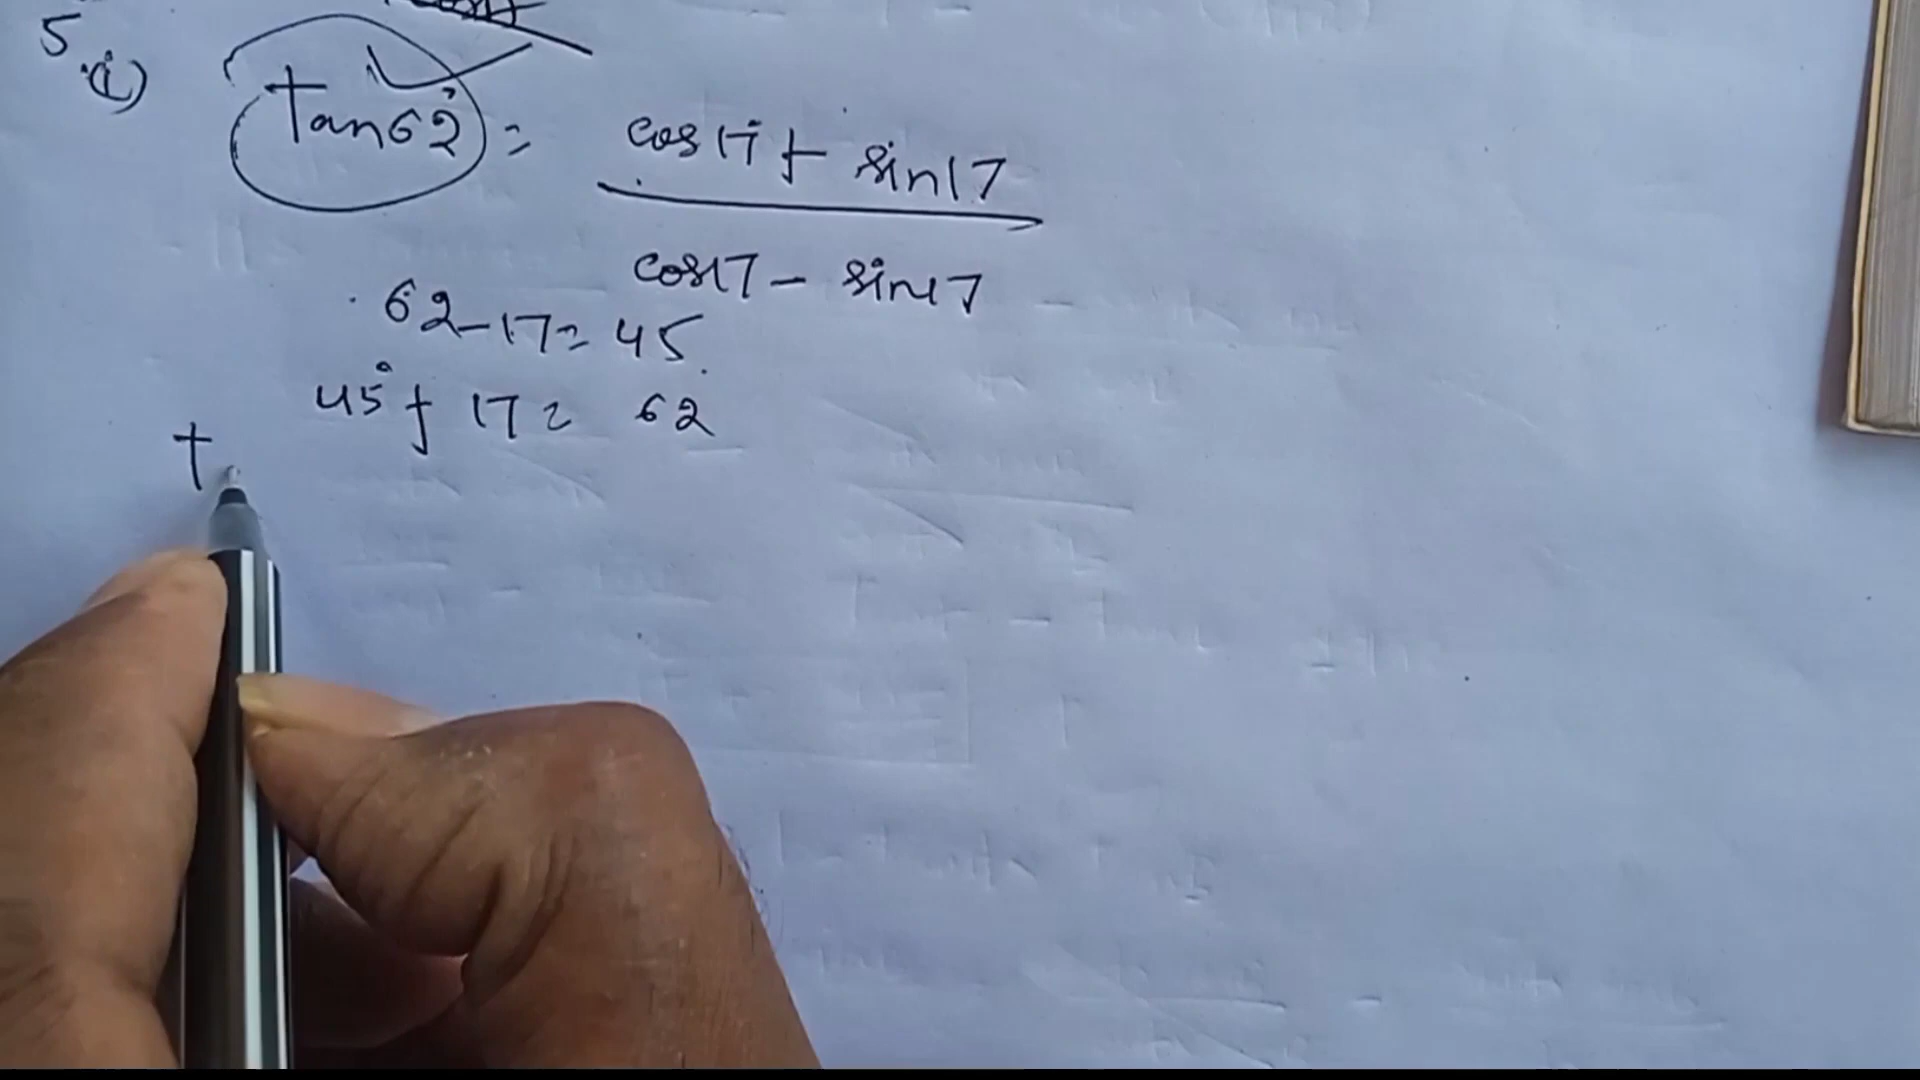 5
(i) tan62° = cos17° + sin17
cos17 - sin17
62-17=45
45° + 17 = 62
t